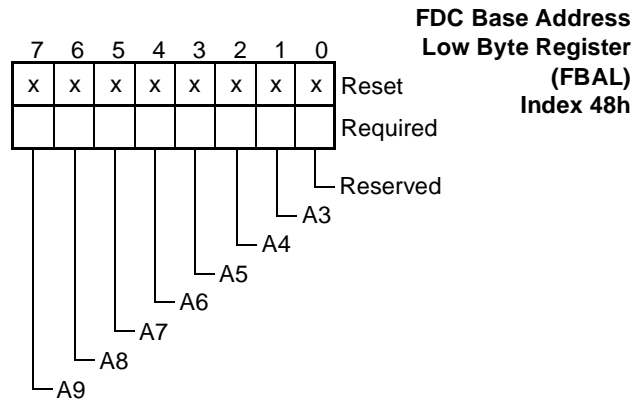 FDC Base Address
Low Byte Register
(FBAL)
Index 48h
7 6 5 4 3 2 1 0
x x x x x x x x Reset
Required
Reserved
A3
A4
A5
A6
A7
A8
A9